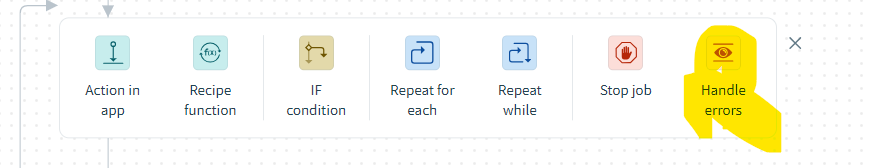 f(x)
Action in
app
Recipe
function
IF
condition
Repeat for
each
Repeat
while
Stop job
Handle
errors